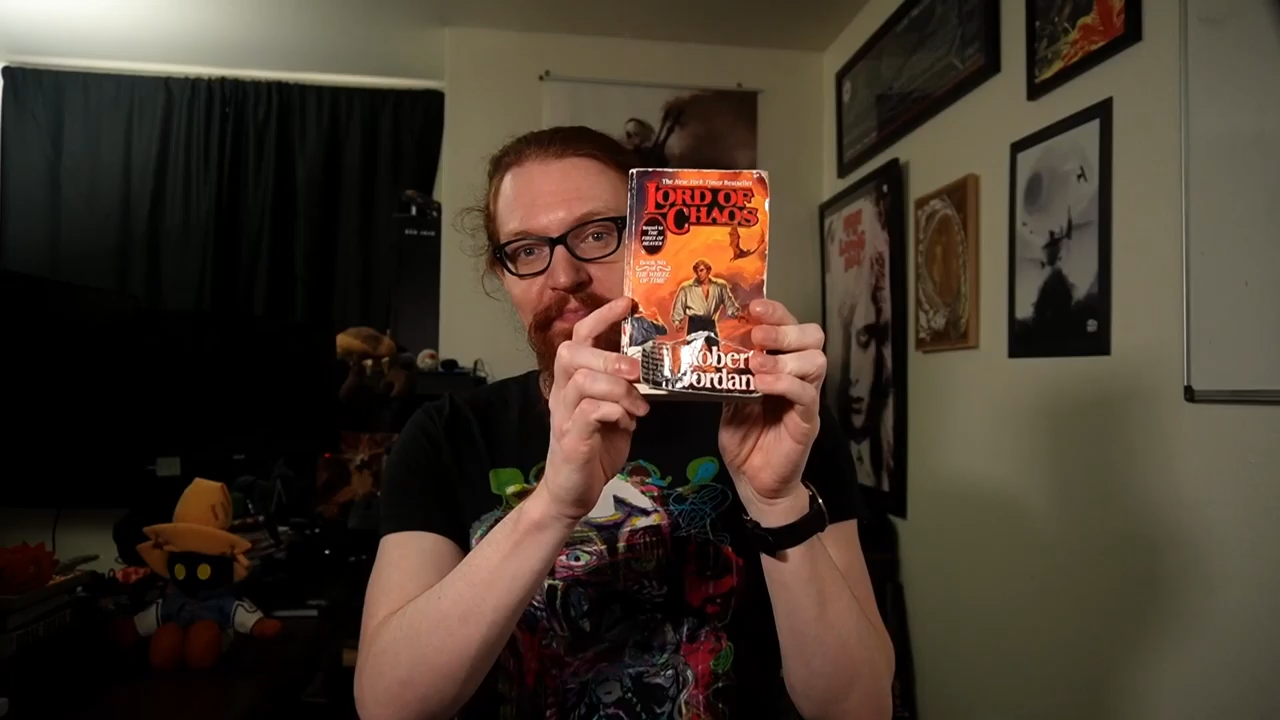 The New York Times Bestseller
LORD OF
CHAOS
Sequel to
THE
FIRES OF
HEAVEN
Book Six
of
THE WHEEL
OF TIME
Rober
Jordan